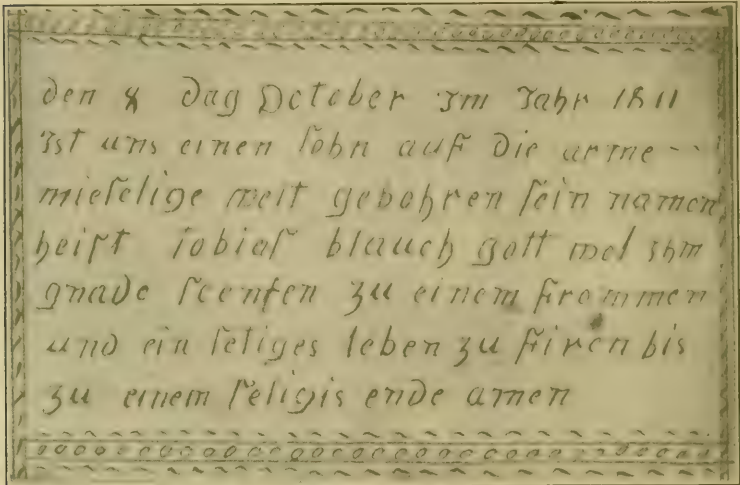 den 8 Dag October Im Jahr 1811
Ist uns einen sohn auf die arme --
mieselige welt gebohren sein namen
heist tobias blauch gott wel ihm
gnade scenken zu einem frommen
und ein seliges leben zu firen bis
zu einem seligis ende amen